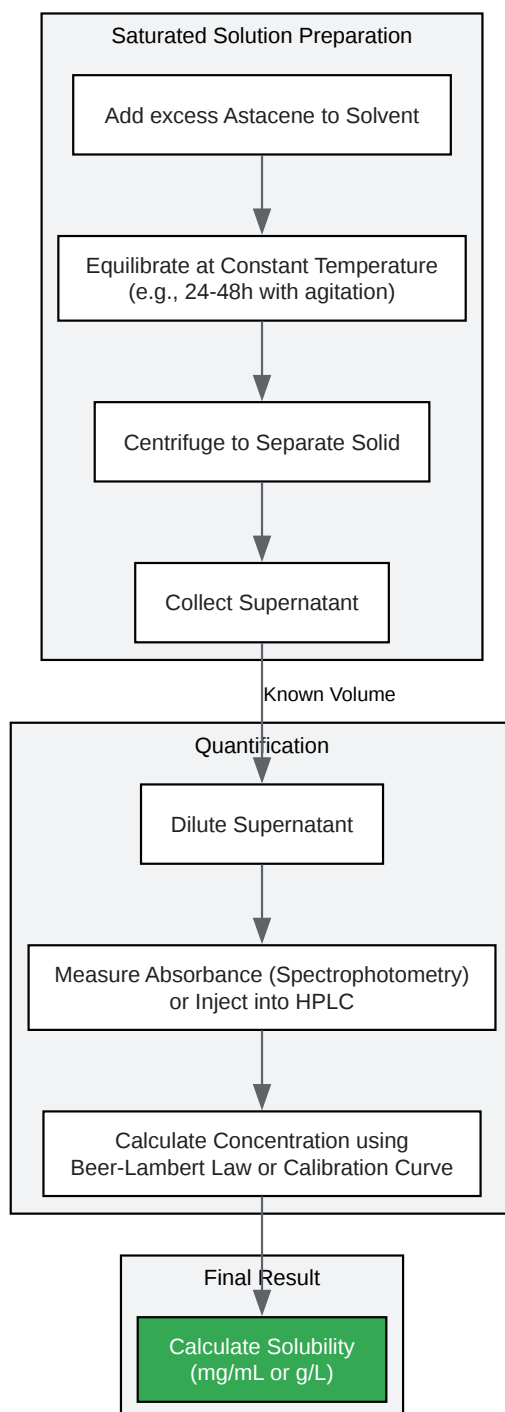 Saturated Solution Preparation
Add excess Astacene to Solvent
Equilibrate at Constant Temperature
(e.g., 24-48h with agitation)
Centrifuge to Separate Solid
Collect Supernatant
Known Volume
Quantification
Dilute Supernatant
Measure Absorbance (Spectrophotometry)
or Inject into HPLC
Calculate Concentration using
Beer-Lambert Law or Calibration Curve
Final Result
Calculate Solubility
(mg/mL or g/L)